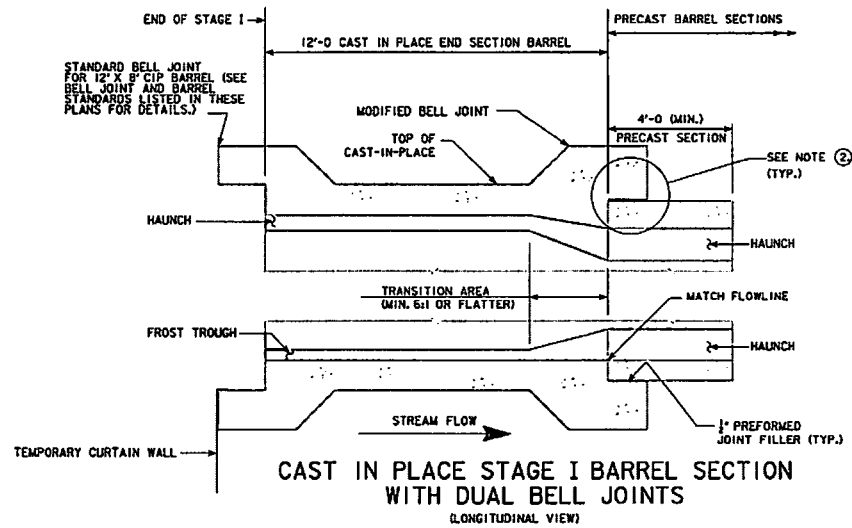 END OF STAGE I
PRECAST BARREL SECTIONS
12'-0 CAST IN PLACE END SECTION BARREL
STANDARD BELL JOINT
FOR 12' X 8' CIP BARREL (SEE
BELL JOINT AND BARREL
STANDARDS LISTED IN THESE
PLANS FOR DETAILS.)
MODIFIED BELL JOINT
4'-0 (MIN.)
PRECAST SECTION
TOP OF
CAST-IN-PLACE
SEE NOTE ②.
(TYP.)
HAUNCH
HAUNCH
TRANSITION AREA
(MIN. 6:1 OR FLATTER)
MATCH FLOWLINE
FROST TROUGH
HAUNCH
STREAM FLOW
½" PREFORMED
JOINT FILLER (TYP.)
TEMPORARY CURTAIN WALL
CAST IN PLACE STAGE I BARREL SECTION
WITH DUAL BELL JOINTS
(LONGITUDINAL VIEW)